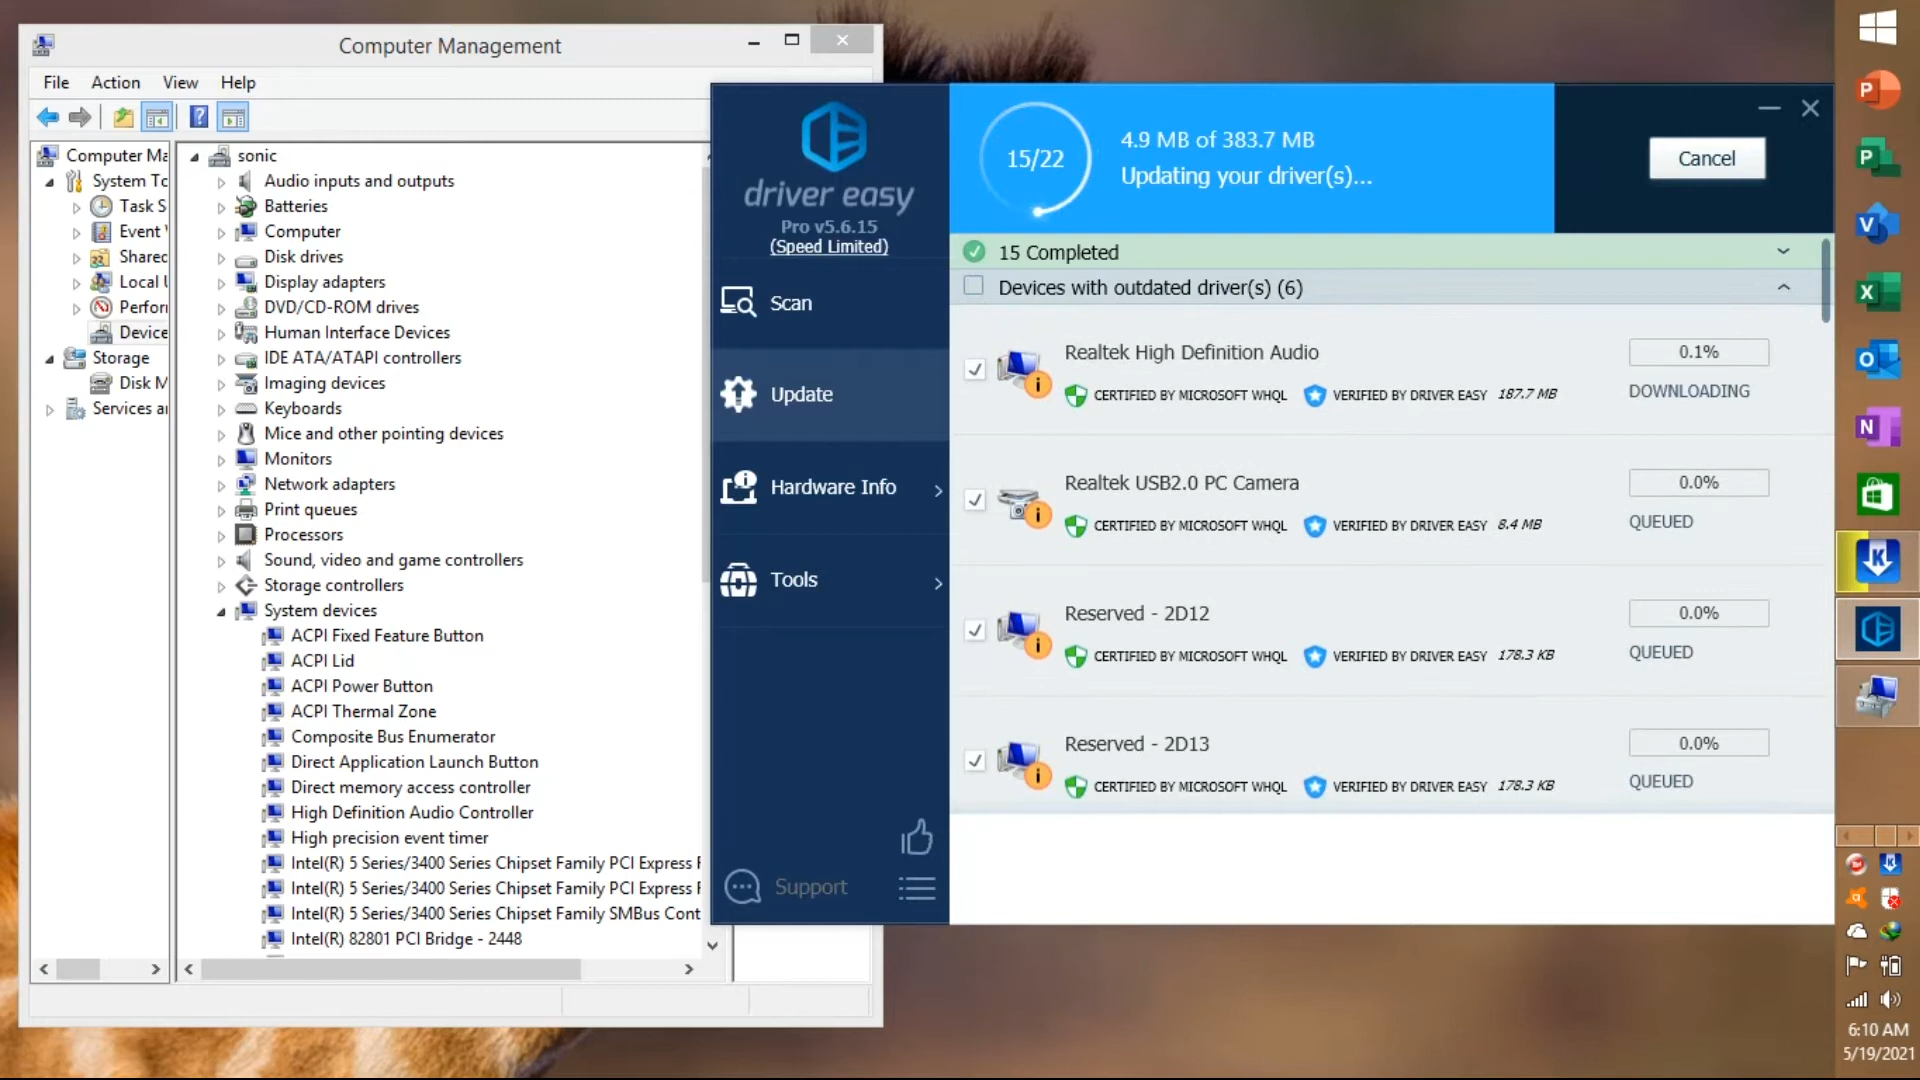 Computer Management
File Action View Help
Computer Ma
System To
Task S
Event
Shared
Local U
Perfor
Device
Storage
Disk M
Services an
sonic
Audio inputs and outputs
Batteries
Computer
Disk drives
Display adapters
DVD/CD-ROM drives
Human Interface Devices
IDE ATA/ATAPI controllers
Imaging devices
Keyboards
Mice and other pointing devices
Monitors
Network adapters
Print queues
Processors
Sound, video and game controllers
Storage controllers
System devices
ACPI Fixed Feature Button
ACPI Lid
ACPI Power Button
ACPI Thermal Zone
Composite Bus Enumerator
Direct Application Launch Button
Direct memory access controller
High Definition Audio Controller
High precision event timer
Intel(R) 5 Series/3400 Series Chipset Family PCI Express
Intel(R) 5 Series/3400 Series Chipset Family PCI Express
Intel(R) 5 Series/3400 Series Chipset Family SMBus Cont
Intel(R) 82801 PCI Bridge - 2448
driver easy
Pro v5.6.15
(Speed Limited)
Scan
Update
Hardware Info
Tools
Support
15/22
4.9 MB of 383.7 MB
Updating your driver(s)...
Cancel
15 Completed
Devices with outdated driver(s) (6)
Realtek High Definition Audio
0.1%
CERTIFIED BY MICROSOFT WHQL VERIFIED BY DRIVER EASY 187.7 MB
DOWNLOADING
Realtek USB2.0 PC Camera
0.0%
CERTIFIED BY MICROSOFT WHQL VERIFIED BY DRIVER EASY 8.4 MB
QUEUED
Reserved - 2D12
0.0%
CERTIFIED BY MICROSOFT WHQL VERIFIED BY DRIVER EASY 178.3 KB
QUEUED
Reserved - 2D13
0.0%
CERTIFIED BY MICROSOFT WHQL VERIFIED BY DRIVER EASY 178.3 KB
QUEUED
P
P
V
X
O
N
K
6:10 AM
5/19/2021